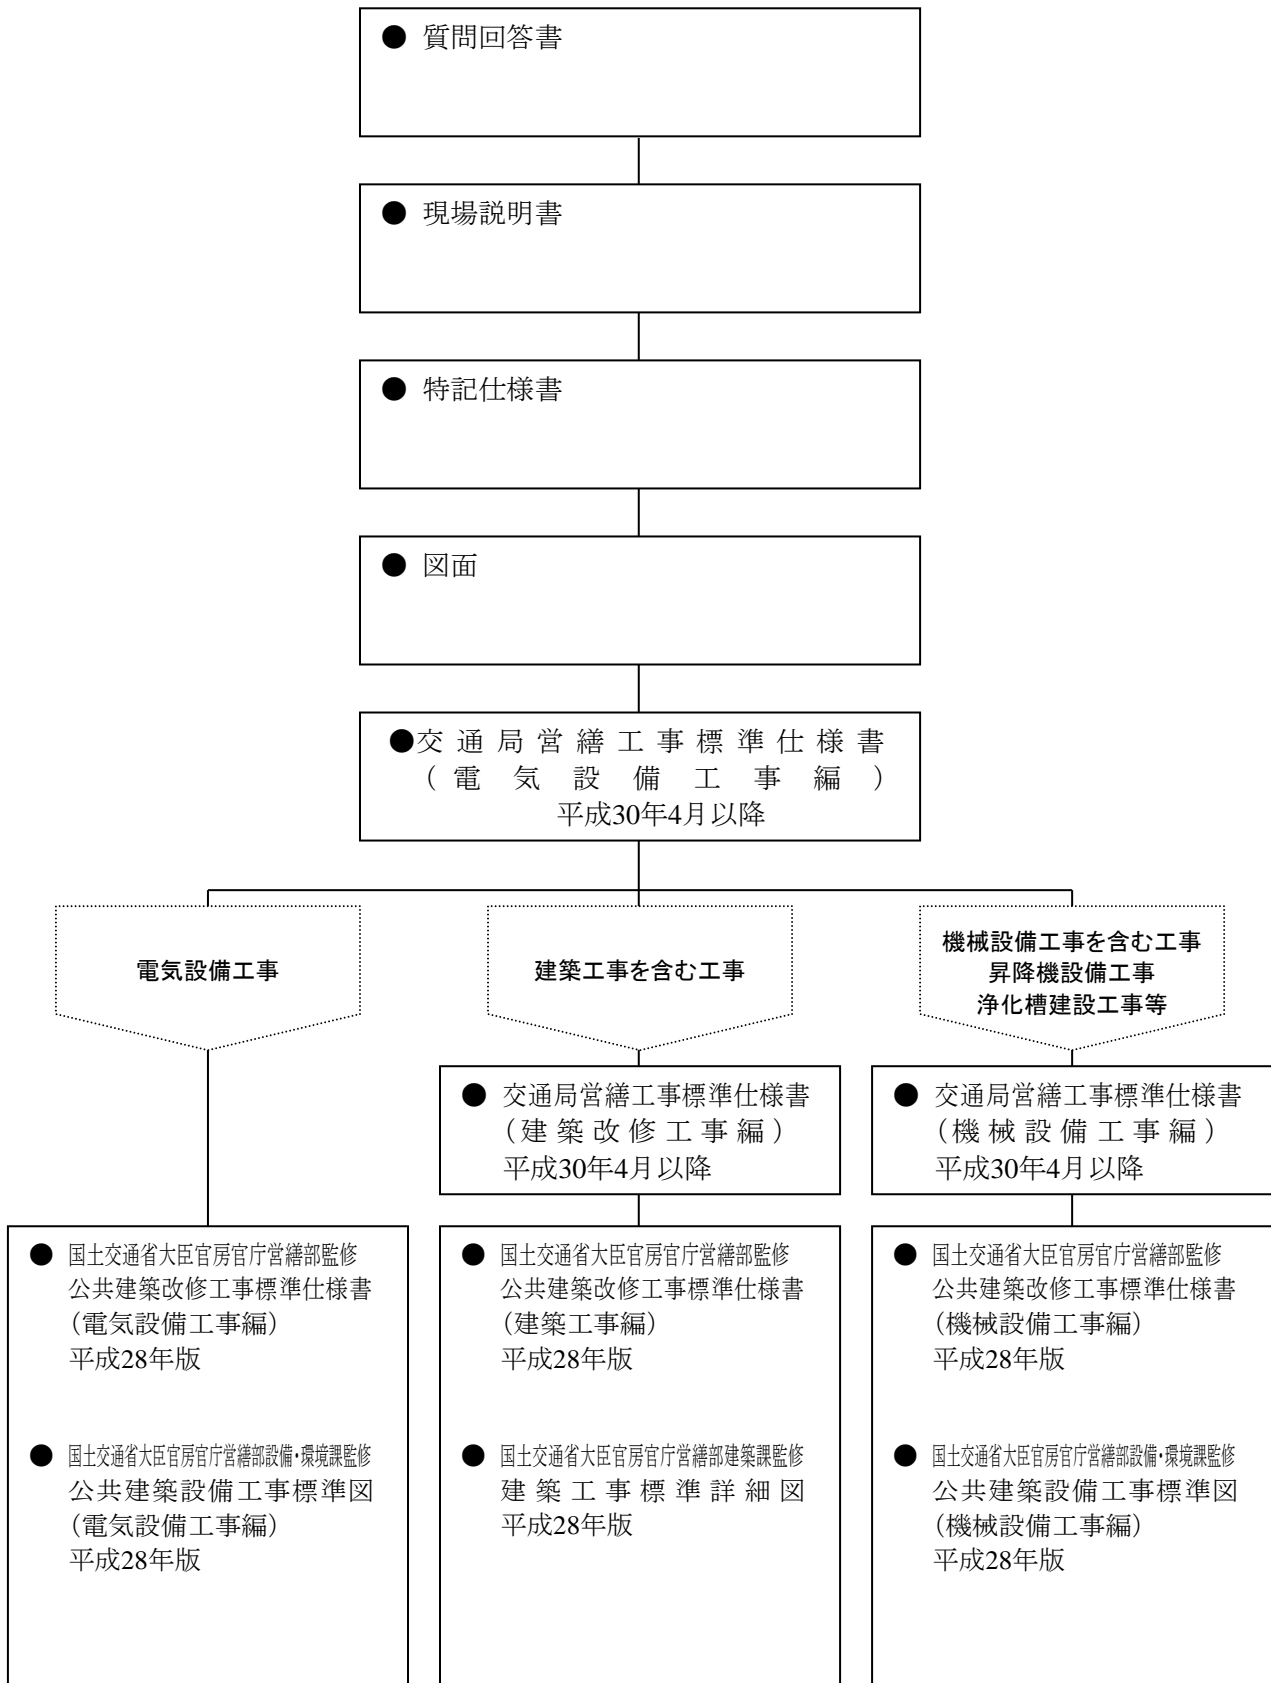 ● 質問回答書
● 現場説明書
● 特記仕様書
● 図面
●交通局営繕工事標準仕様書
（電気設備工事編）
平成30年4月以降
電気設備工事
建築工事を含む工事
機械設備工事を含む工事
昇降機設備工事
浄化槽建設工事等
● 交通局営繕工事標準仕様書
（建築改修工事編）
平成30年4月以降
● 交通局営繕工事標準仕様書
（機械設備工事編）
平成30年4月以降
● 国土交通省大臣官房官庁営繕部監修
公共建築改修工事標準仕様書
（電気設備工事編）
平成28年版
● 国土交通省大臣官房官庁営繕部設備・環境課監修
公共建築設備工事標準図
（電気設備工事編）
平成28年版
● 国土交通省大臣官房官庁営繕部監修
公共建築改修工事標準仕様書
（建築工事編）
平成28年版
● 国土交通省大臣官房官庁営繕部建築課監修
建築工事標準詳細図
平成28年版
● 国土交通省大臣官房官庁営繕部監修
公共建築改修工事標準仕様書
（機械設備工事編）
平成28年版
● 国土交通省大臣官房官庁営繕部設備・環境課監修
公共建築設備工事標準図
（機械設備工事編）
平成28年版